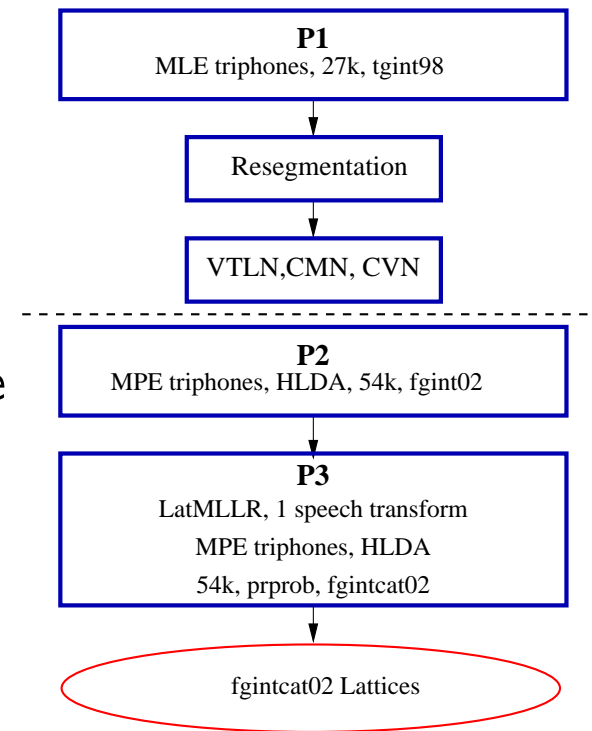 P1
MLE triphones, 27k, tgint98
Resegmentation
VTLN,CMN, CVN
e
P2
MPE triphones, HLDA, 54k, fgint02
P3
LatMLLR, 1 speech transform
MPE triphones, HLDA
54k, prprob, fgintcat02
fgintcat02 Lattices